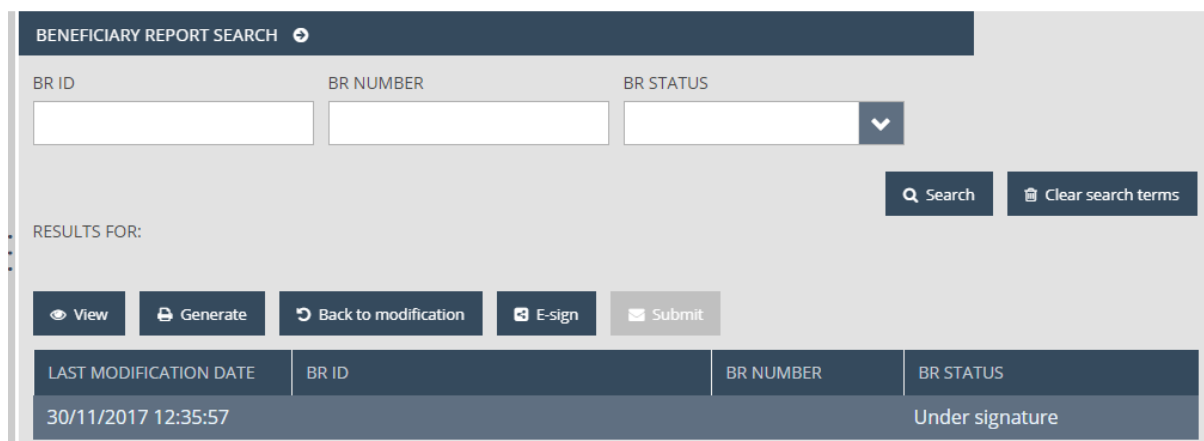 BENEFICIARY REPORT SEARCH
BR ID BR NUMBER BR STATUS
Search Clear search terms
RESULTS FOR:
View Generate Back to modification E-sign Submit
LAST MODIFICATION DATE BR ID BR NUMBER BR STATUS
30/11/2017 12:35:57 Under signature